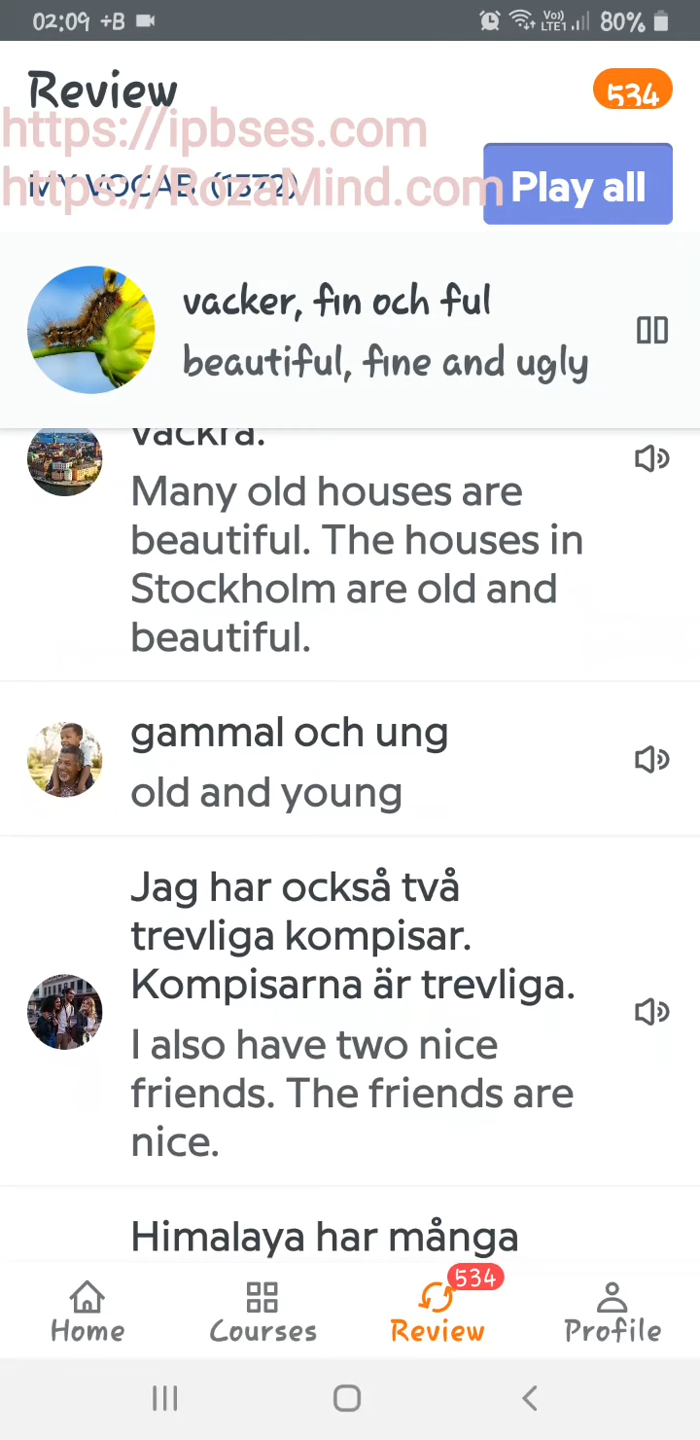 02:09 +B
Vo)) LTE1 80%
Review
534
https://ipbses.com
MY VOCAB (1372)
https://RozaMind.com
Play all
vacker, fin och ful
beautiful, fine and ugly
vackra.
Many old houses are
beautiful. The houses in
Stockholm are old and
beautiful.
gammal och ung
old and young
Jag har också två
trevliga kompisar.
Kompisarna är trevliga.
I also have two nice
friends. The friends are
nice.
Himalaya har många
534
Home Courses Review Profile